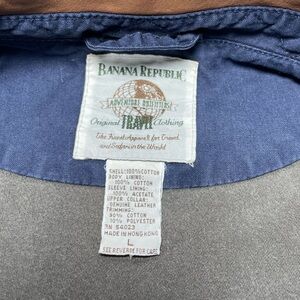 BANANA REPUBLIC
ADVENTURE OUTFITTERS
Original TRAVEL Clothing
The Finest Apparel for Travel
and Safari in the World
SHELL:100%COTTON
BODY LINING:
100% COTTON
SLEEVE LINING:
100% ACETATE
UPPER COLLAR:
GENUINE LEATHER
TRIMMING:
90% COTTON
10% POLYESTER
RN 54023
MADE IN HONG KONG
L
SEE REVERSE FOR CARE